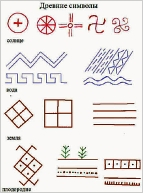 Древние символы
солнце
вода
земля
плодородие